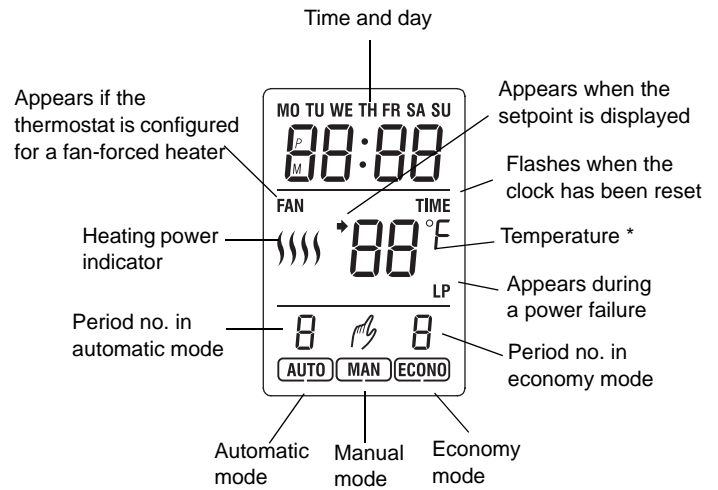 Time and day
Appears if the
thermostat is configured
for a fan-forced heater
Appears when the
setpoint is displayed
MO TU WE TH FR SA SU
P
M
88:88
Flashes when the
clock has been reset
FAN
TIME
Heating power
indicator
88°F
Temperature *
LP
Appears during
a power failure
Period no. in
automatic mode
8
8
Period no. in
economy mode
AUTO
MAN
ECONO
Automatic
mode
Manual
mode
Economy
mode